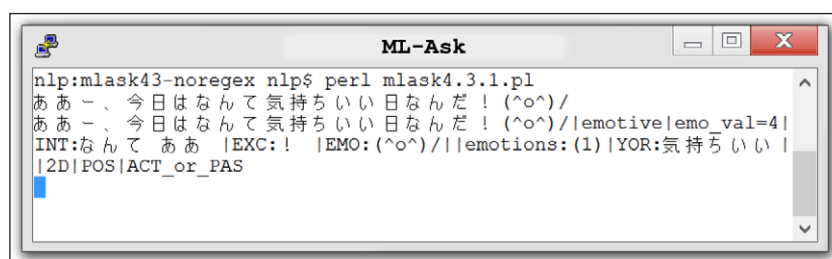 ML-Ask
nlp:mlask43-noregex nlp$ perl mlask4.3.1.pl
ああー、今日はなんて気持ちいい日なんだ！(^o^)/
ああー、今日はなんて気持ちいい日なんだ！(^o^)/|emotive|emo_val=4|
INT:なんて ああ |EXC:！ |EMO:(^o^)/||emotions:(1)|YOR:気持ちいい|
|2D|POS|ACT_or_PAS